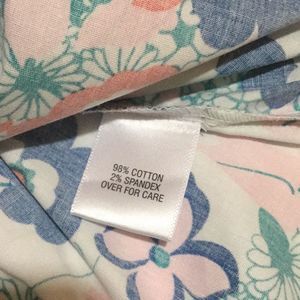 98% COTTON
2% SPANDEX
OVER FOR CARE